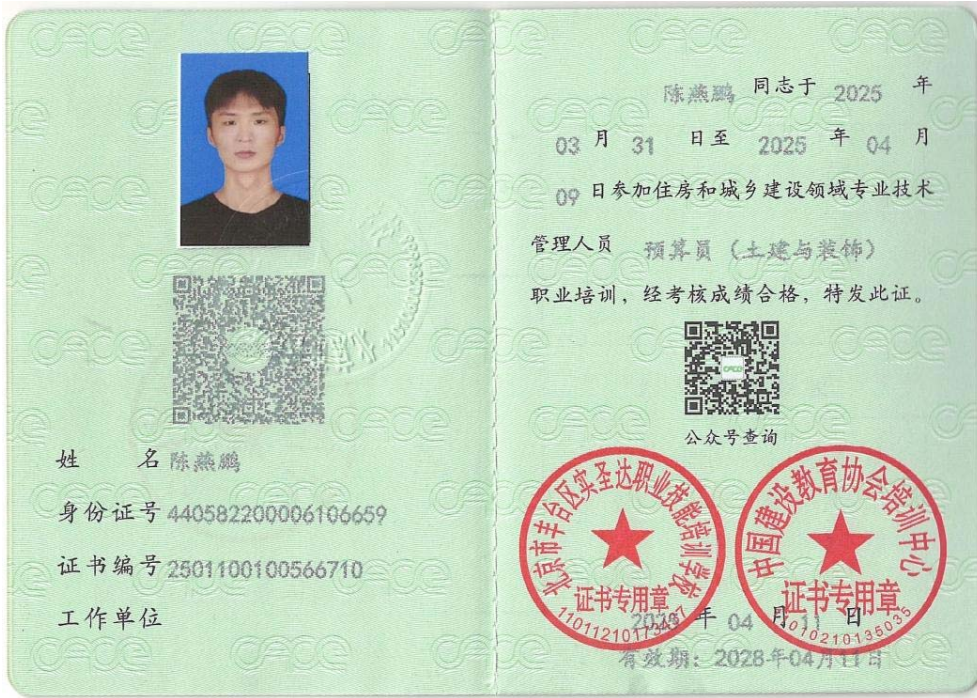 姓 名 陈燕鹏
身份证号 440582200006106659
证书编号 2501100100566710
工作单位
陈燕鹏 同志于 2025 年
03 月 31 日至 2025 年 04 月
09 日参加住房和城乡建设领域专业技术
管理人员 预算员（土建与装饰）
职业培训，经考核成绩合格，特发此证。
CACE
公众号查询
北京市丰台区实圣达职业技能培训学校
证书专用章
中国建设教育协会培训中心
证书专用章
2025 年 04 月 11 日
有效期：2028年04月11日